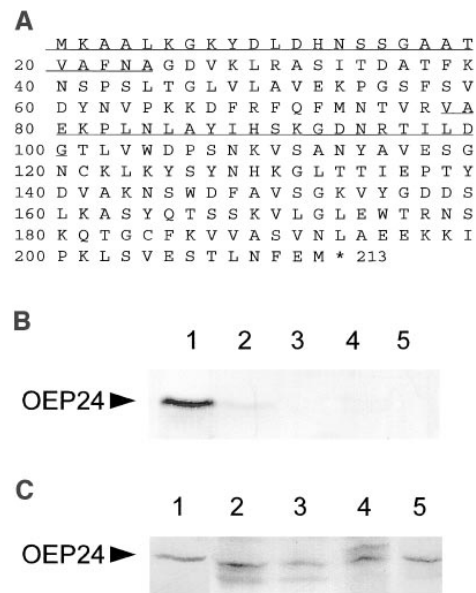 A
M K A A L K G K Y D L D H N S S G A A T
20 V A F N A G D V K L R A S I T D A T F K
40 N S P S L T G L V L A V E K P G S F S V
60 D Y N V P K K D F R F Q F M N T V R V A
80 E K P L N L A Y I H S K G D N R T I L D
100 G T L V W D P S N K V S A N Y A V E S G
120 N C K L K Y S Y N H K G L T T I E P T Y
140 D V A K N S W D F A V S G K V Y G D D S
160 L K A S Y Q T S S K V L G L E W T R N S
180 K Q T G C F K V V A S V N L A E E K K I
200 P K L S V E S T L N F E M * 213
B
1 2 3 4 5
OEP24
C
1 2 3 4 5
OEP24